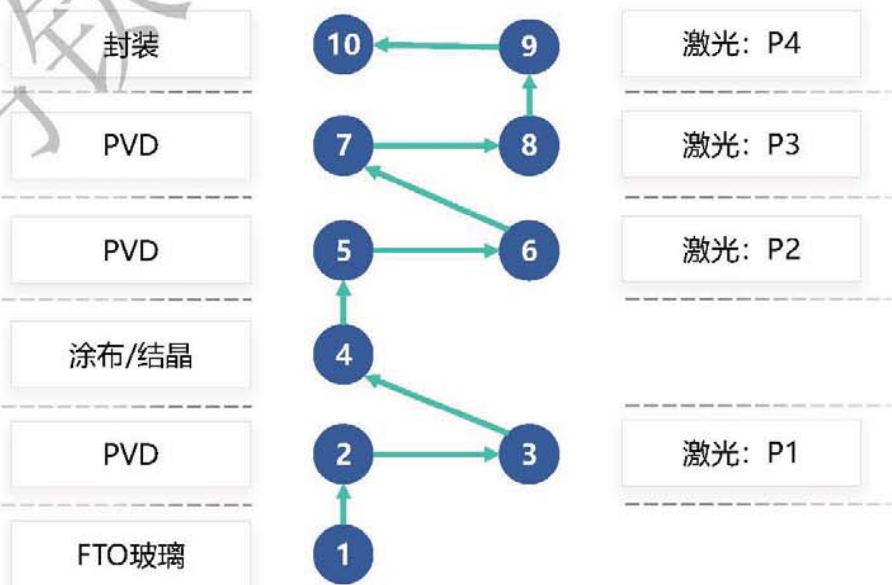 封装 10 9 激光：P4
PVD 7 8 激光：P3
PVD 5 6 激光：P2
涂布/结晶 4
PVD 2 3 激光：P1
FTO玻璃 1